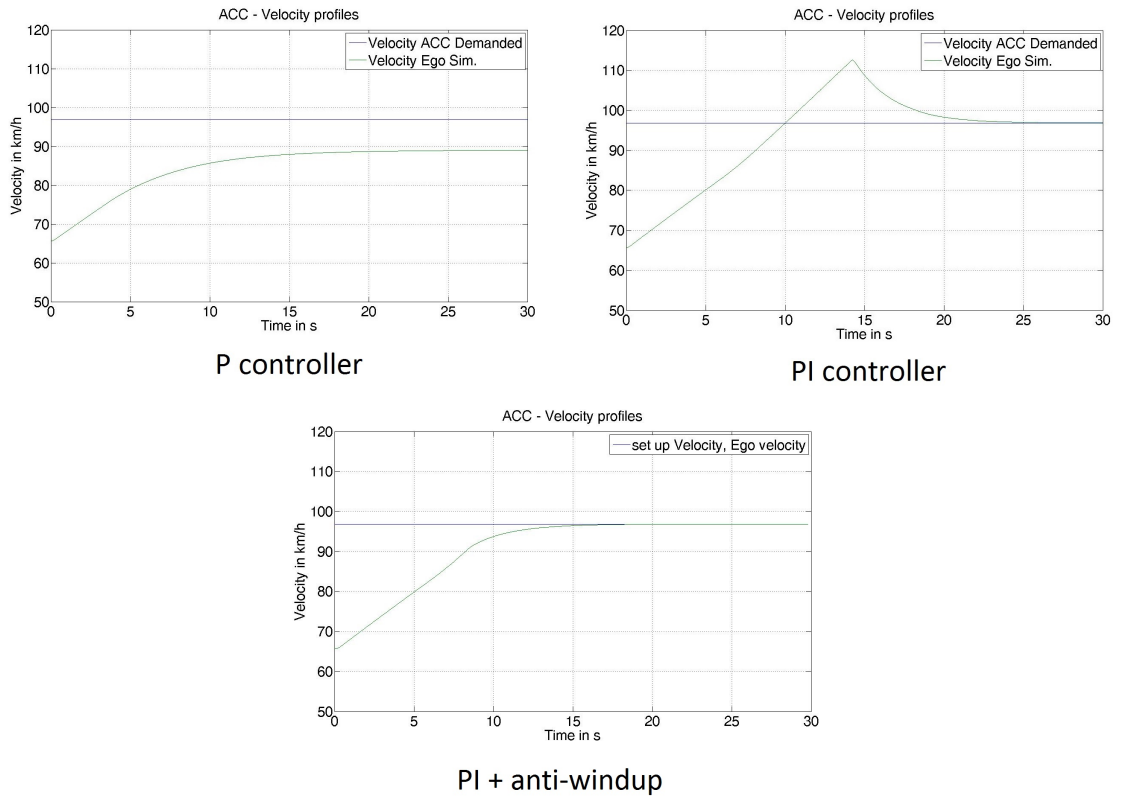 ACC - Velocity profiles
120
110
100
90
80
70
60
50
Velocity in km/h
Velocity ACC Demanded
Velocity Ego Sim.
0 5 10 15 20 25 30
Time in s
P controller
ACC - Velocity profiles
120
110
100
90
80
70
60
50
Velocity in km/h
Velocity ACC Demanded
Velocity Ego Sim.
0 5 10 15 20 25 30
Time in s
PI controller
ACC - Velocity profiles
120
110
100
90
80
70
60
50
Velocity in km/h
set up Velocity, Ego velocity
0 5 10 15 20 25 30
Time in s
PI + anti-windup